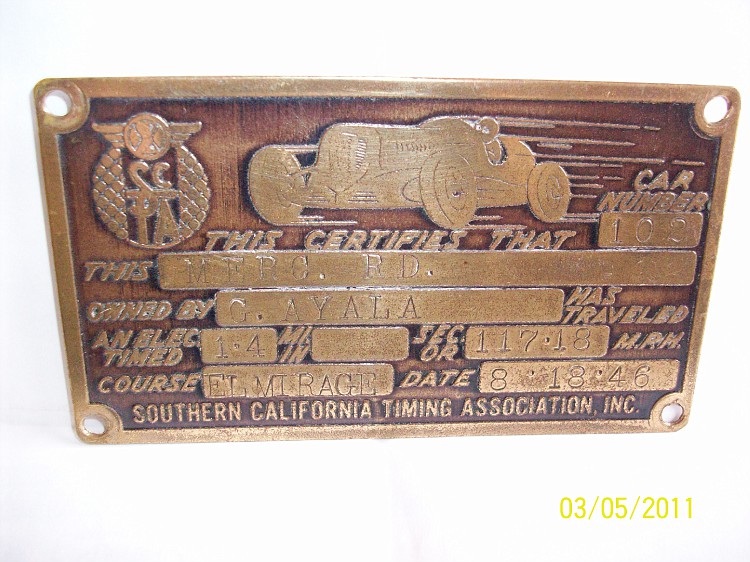 SC
TA
CAR
NUMBER
102
THIS CERTIFIES THAT
THIS MERC. RD.
OWNED BY G. AYALA HAS
TRAVELED
AN ELEC. TIMED 1·4 MI. IN SEC. OR 117·18 M.P.H.
COURSE EL MIRAGE DATE 8·18·46
SOUTHERN CALIFORNIA TIMING ASSOCIATION, INC.
03/05/2011